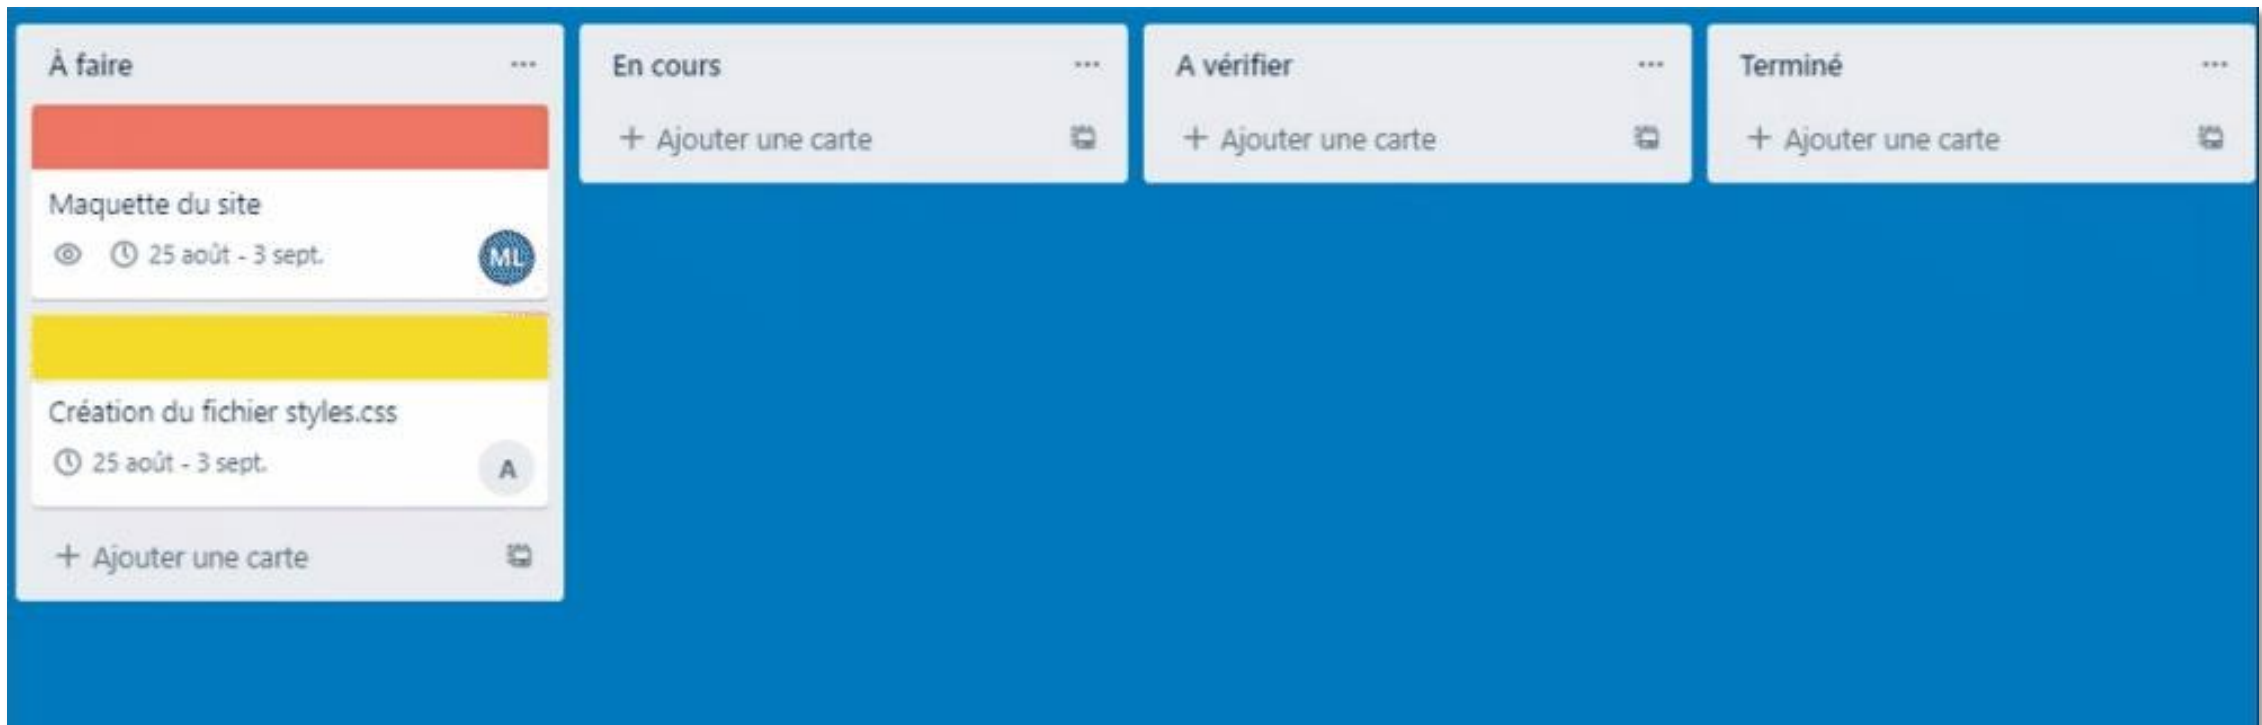 À faire
Maquette du site
25 août - 3 sept.
ML
Création du fichier styles.css
25 août - 3 sept.
A
+ Ajouter une carte
En cours
+ Ajouter une carte
A vérifier
+ Ajouter une carte
Terminé
+ Ajouter une carte